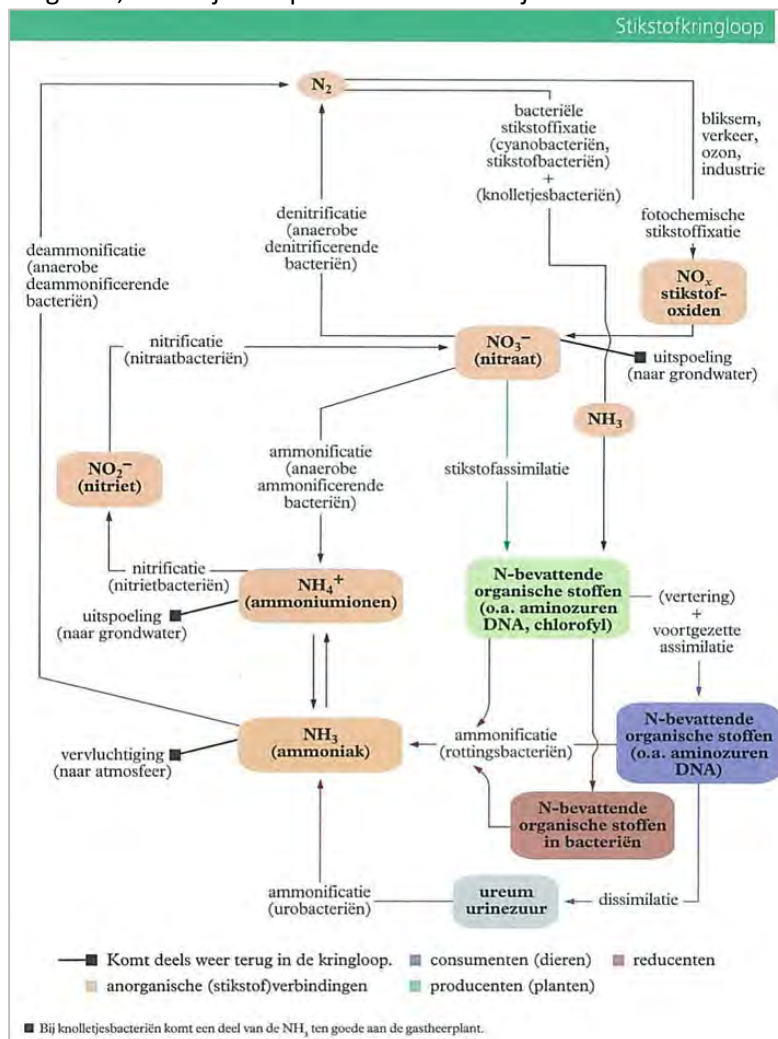 Stikstofkringloop
N₂
bacteriële
stikstoffixatie
(cyanobacteriën,
stikstofbacteriën)
+
(knolletjesbacteriën)
bliksem,
verkeer,
ozon,
industrie
denitrificatie
(anaerobe
denitrificerende
bacteriën)
fotochemische
stikstoffixatie
deammonificatie
(anaerobe
deammonificerende
bacteriën)
NOₓ
stikstof-
oxiden
nitrificatie
(nitraatbacteriën)
NO₃⁻
(nitraat)
uitspoeling
(naar grondwater)
NH₃
ammonificatie
(anaerobe
ammonificerende
bacteriën)
stikstofassimilatie
NO₂⁻
(nitriet)
nitrificatie
(nitrietbacteriën)
NH₄⁺
(ammoniumionen)
N-bevattende
organische stoffen
(o.a. aminozuren
DNA, chlorofyl)
(vertering)
+
voortgezette
assimilatie
uitspoeling
(naar grondwater)
NH₃
(ammoniak)
ammonificatie
(rottingsbacteriën)
N-bevattende
organische stoffen
(o.a. aminozuren
DNA)
vervluchtiging
(naar atmosfeer)
N-bevattende
organische stoffen
in bacteriën
ammonificatie
(urobacteriën)
ureum
urinezuur
dissimilatie
Komt deels weer terug in de kringloop.
consumenten (dieren)
reducenten
anorganische (stikstof)verbindingen
producenten (planten)
Bij knolletjesbacteriën komt een deel van de NH₃ ten goede aan de gastheerplant.